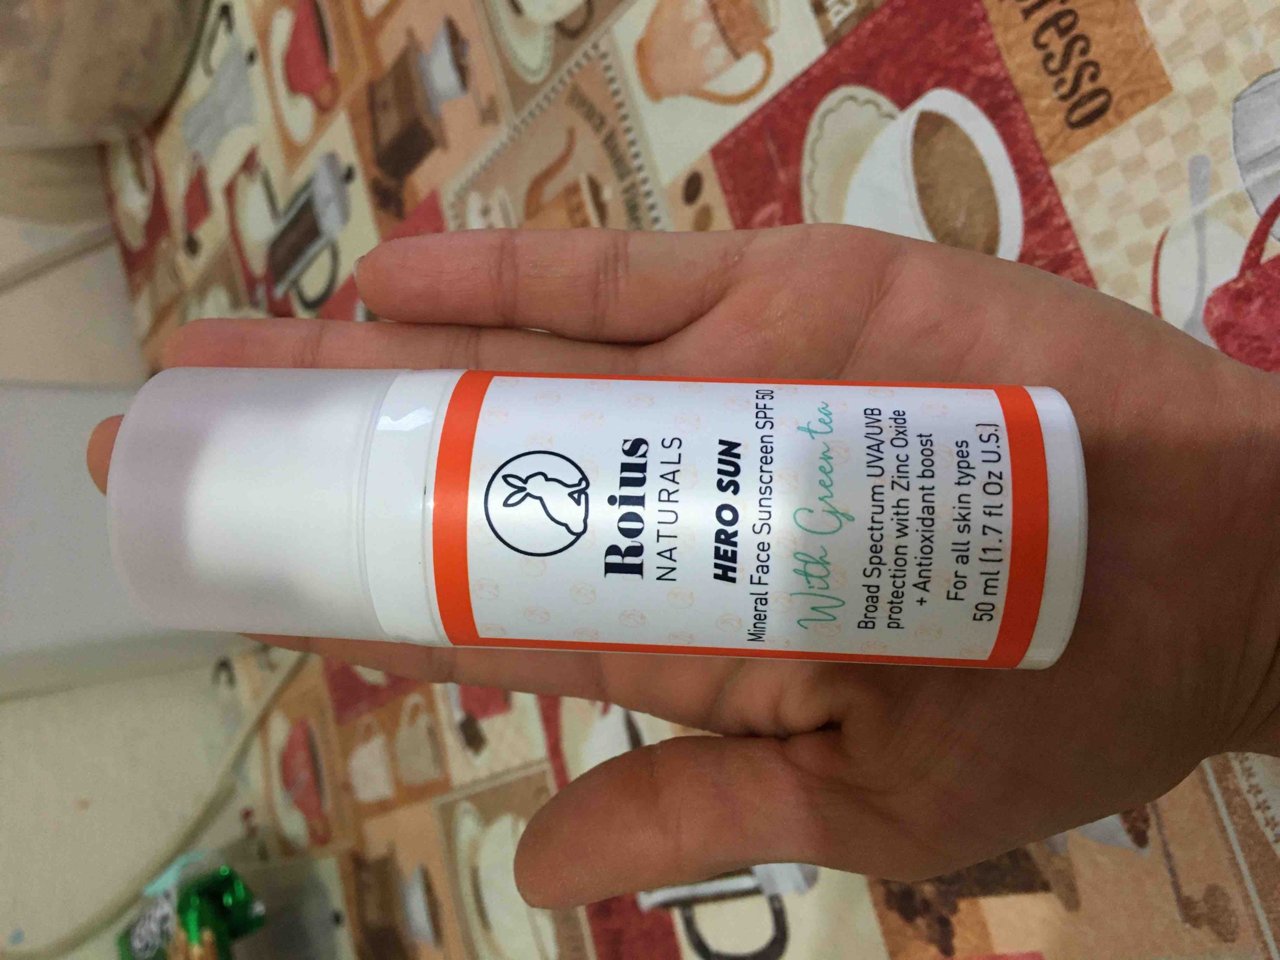 Roius
NATURALS
HERO SUN
Mineral Face Sunscreen SPF 50
With Green tea
Broad Spectrum UVA/UVB
protection with Zinc Oxide
+ Antioxidant boost
For all skin types
50 ml (1.7 fl Oz U.S.)
resso